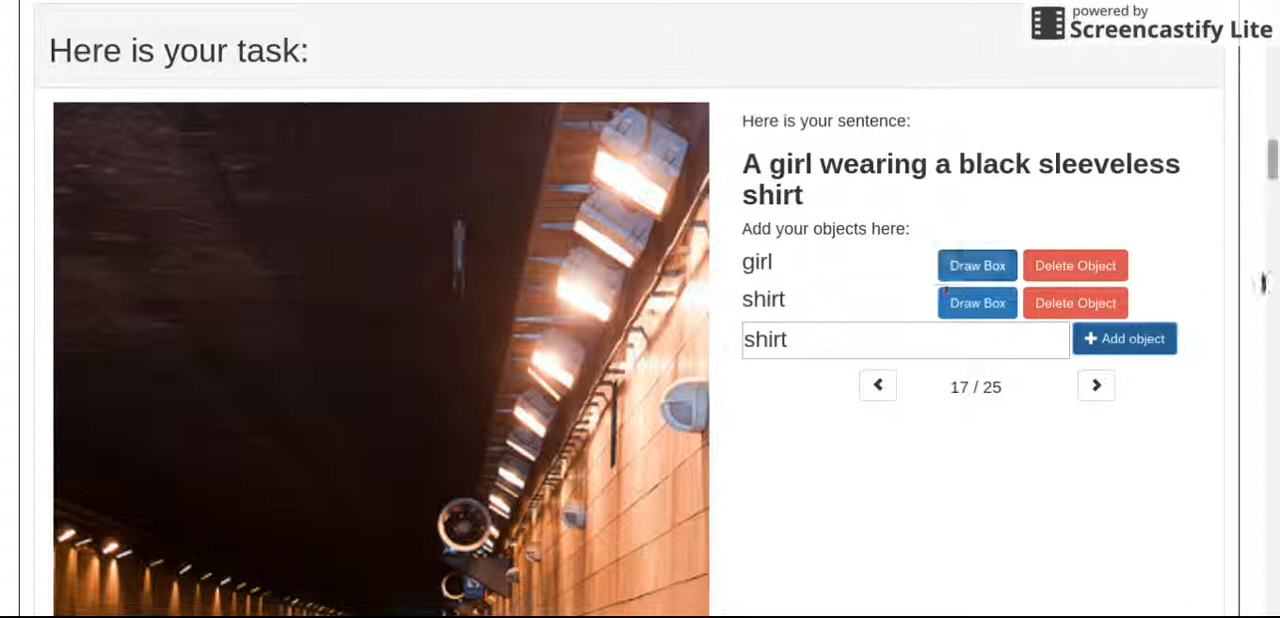 powered by
Screencastify Lite
Here is your task:
Here is your sentence:
A girl wearing a black sleeveless
shirt
Add your objects here:
girl Draw Box Delete Object
shirt Draw Box Delete Object
shirt + Add object
17 / 25